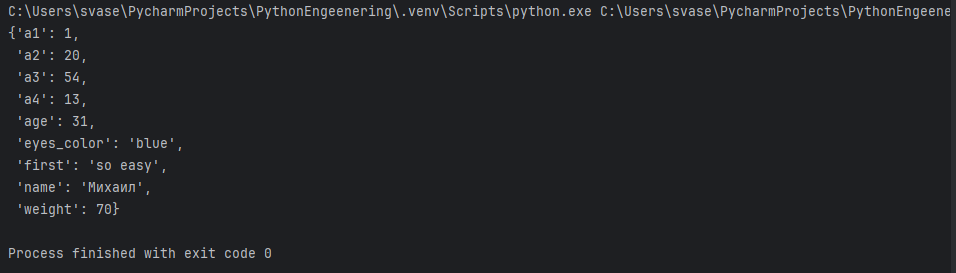 C:\Users\svase\PycharmProjects\PythonEngeenering\.venv\Scripts\python.exe C:\Users\svase\PycharmProjects\PythonEngeene
{'a1': 1,
 'a2': 20,
 'a3': 54,
 'a4': 13,
 'age': 31,
 'eyes_color': 'blue',
 'first': 'so easy',
 'name': 'Михаил',
 'weight': 70}
Process finished with exit code 0